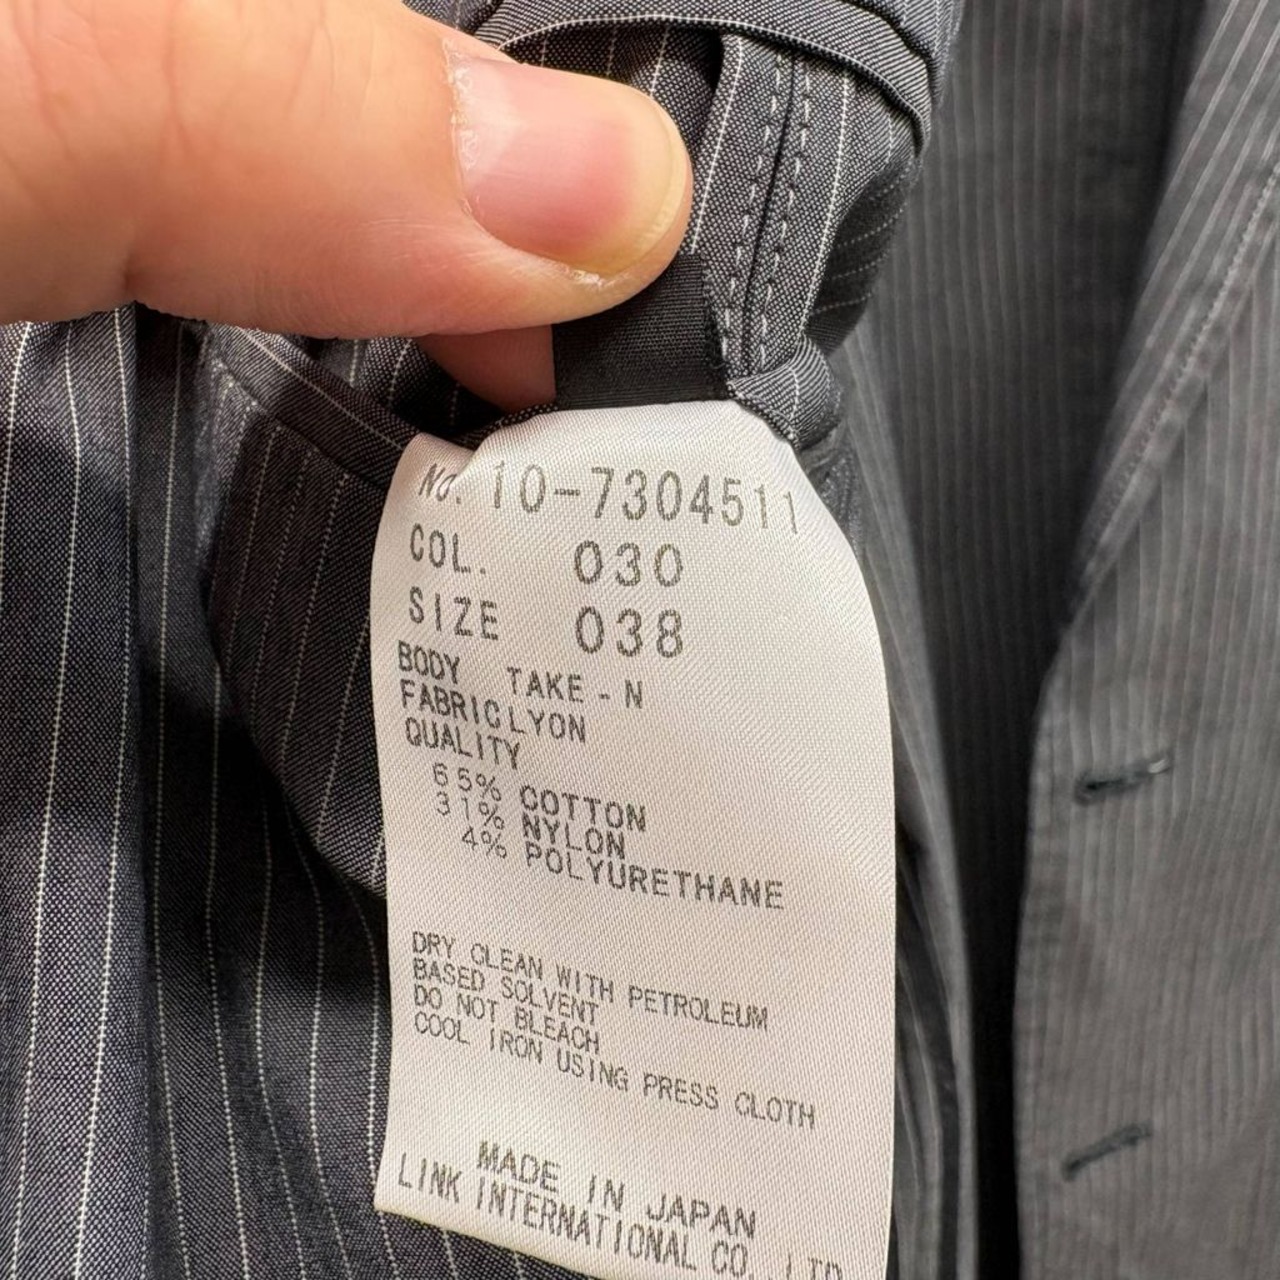 No. 10-7304511
COL. 030
SIZE 038
BODY TAKE-N
FABRIC LYON
QUALITY
65% COTTON
31% NYLON
4% POLYURETHANE
DRY CLEAN WITH PETROLEUM
BASED SOLVENT
DO NOT BLEACH
COOL IRON USING PRESS CLOTH
MADE IN JAPAN
LINK INTERNATIONAL CO., LTD